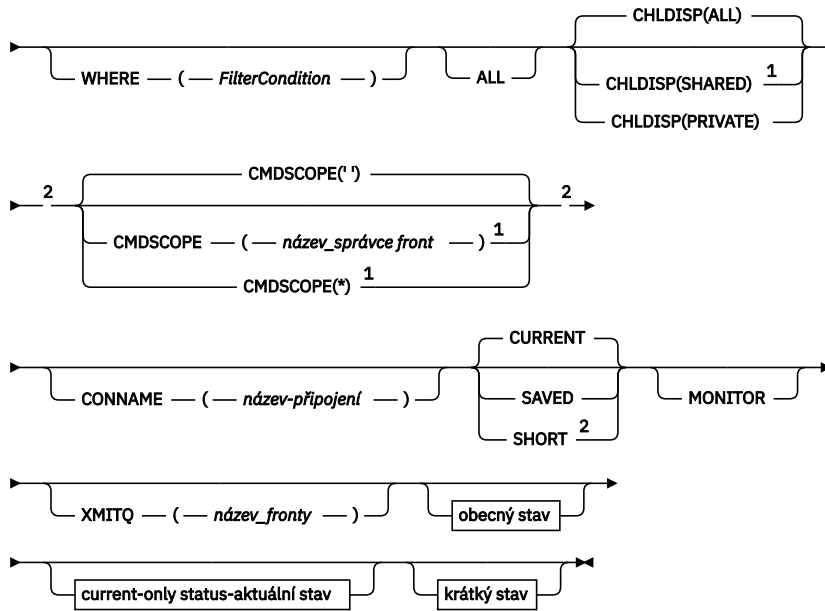 CHLDISP(ALL)
WHERE ( FilterCondition ) ALL CHLDISP(SHARED) 1
CHLDISP(PRIVATE)
2 CMDSCOPE(' ') 2
CMDSCOPE ( název_správce front ) 1
CMDSCOPE(*) 1
CURRENT
CONNAME ( název-připojení ) SAVED MONITOR
SHORT 2
XMITQ ( název_fronty ) obecný stav
current-only status-aktuální stav krátký stav